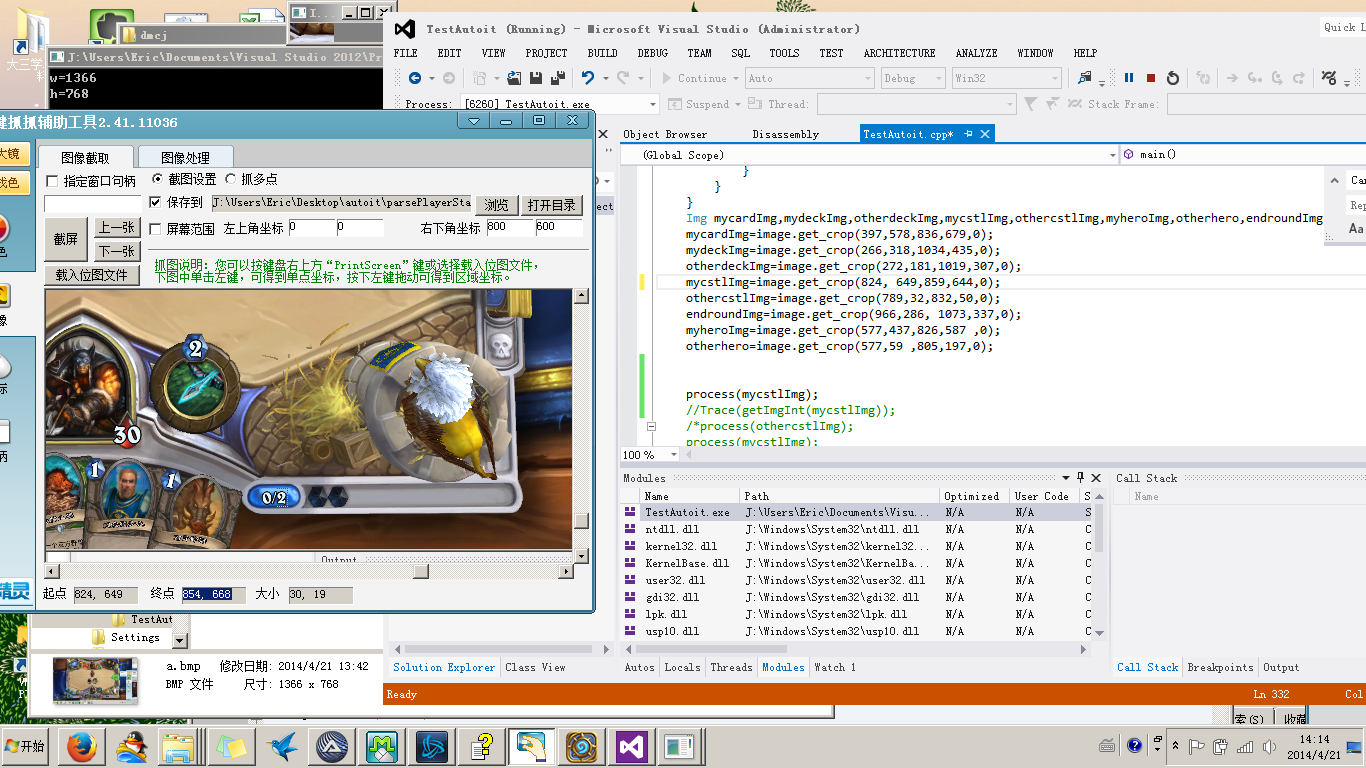 I...
dmcj
大三学
J:\Users\Eric\Documents\Visual Studio 2012\Pr
w=1366
h=768
TestAutoit (Running) - Microsoft Visual Studio (Administrator)
Quick L
FILE EDIT VIEW PROJECT BUILD DEBUG TEAM SQL TOOLS TEST ARCHITECTURE ANALYZE WINDOW HELP
Continue Auto Debug Win32
Process: [6260] TestAutoit.exe Suspend Thread: Stack Frame:
键抓抓辅助工具2.41.11036
大镜
找色
色
像
标
柄
精灵
图像截取 图像处理
指定窗口句柄 截图设置 抓多点
保存到 J:\Users\Eric\Desktop\autoit\parsePlayerSta 浏览 打开目录
截屏 上一张 屏幕范围 左上角坐标 0 0 右下角坐标 800 600
下一张
载入位图文件
抓图说明: 您可以按键盘右上方“PrintScreen”键或选择载入位图文件,
下图中单击左键, 可得到单点坐标, 按下左键拖动可得到区域坐标。
2
30
1
1
0/2
Output
起点 824, 649 终点 854, 668 大小 30, 19
Object Browser Disassembly TestAutoit.cpp*
(Global Scope) main()
ect
}
}
}
Img mycardImg,mydeckImg,otherdeckImg,mycstlImg,othercstlImg,myheroImg,otherhero,endroundImg
mycardImg=image.get_crop(397,578,836,679,0);
mydeckImg=image.get_crop(266,318,1034,435,0);
otherdeckImg=image.get_crop(272,181,1019,307,0);
mycstlImg=image.get_crop(824, 649,859,644,0);
othercstlImg=image.get_crop(789,32,832,50,0);
endroundImg=image.get_crop(966,286, 1073,337,0);
myheroImg=image.get_crop(577,437,826,587 ,0);
otherhero=image.get_crop(577,59 ,805,197,0);
process(mycstlImg);
//Trace(getImgInt(mycstlImg));
/*process(othercstlImg);
process(mycstlImg);
Car
Rep
Aa
100 %
Modules
Name Path Optimized User Code S
TestAutoit.exe J:\Users\Eric\Documents\Visu... N/A N/A S
ntdll.dll J:\Windows\System32\ntdll.dll N/A N/A C
kernel32.dll J:\Windows\System32\kernel32... N/A N/A C
KernelBase.dll J:\Windows\System32\KernelBa... N/A N/A C
user32.dll J:\Windows\System32\user32.dll N/A N/A C
gdi32.dll J:\Windows\System32\gdi32.dll N/A N/A C
lpk.dll J:\Windows\System32\lpk.dll N/A N/A C
usp10.dll J:\Windows\System32\usp10.dll N/A N/A C
Call Stack
Name
TestAut
Settings
a.bmp 修改日期: 2014/4/21 13:42
BMP 文件 尺寸: 1366 x 768
Solution Explorer Class View
Autos Locals Threads Modules Watch 1
Call Stack Breakpoints Output
Ready Ln 332 Col
索(S) 收藏
开始
14:14
2014/4/21